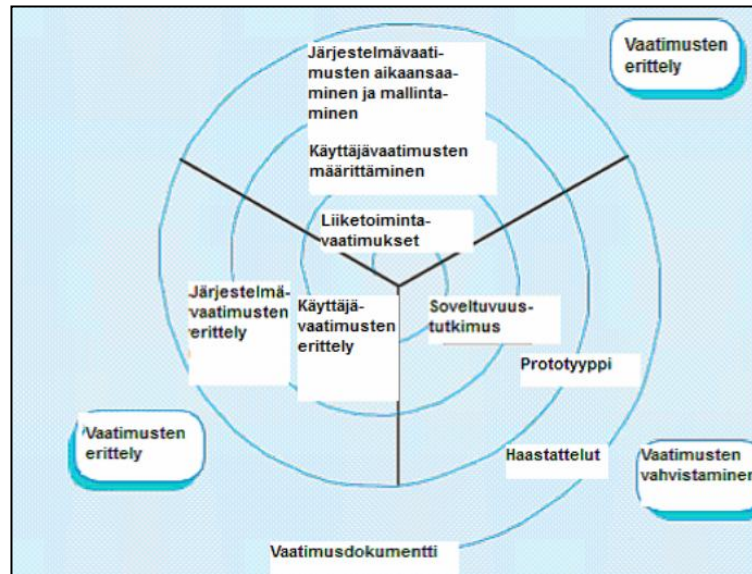 Vaatimusten
erittely
Järjestelmävaati-
musten aikaansaa-
minen ja mallinta-
minen
Käyttäjävaatimusten
määrittäminen
Liiketoiminta-
vaatimukset
Järjestelmä-
vaatimusten
erittely
Käyttäjä-
vaatimusten
erittely
Soveltuvuus-
tutkimus
Prototyyppi
Haastattelut
Vaatimusten
erittely
Vaatimusten
vahvistaminen
Vaatimusdokumentti